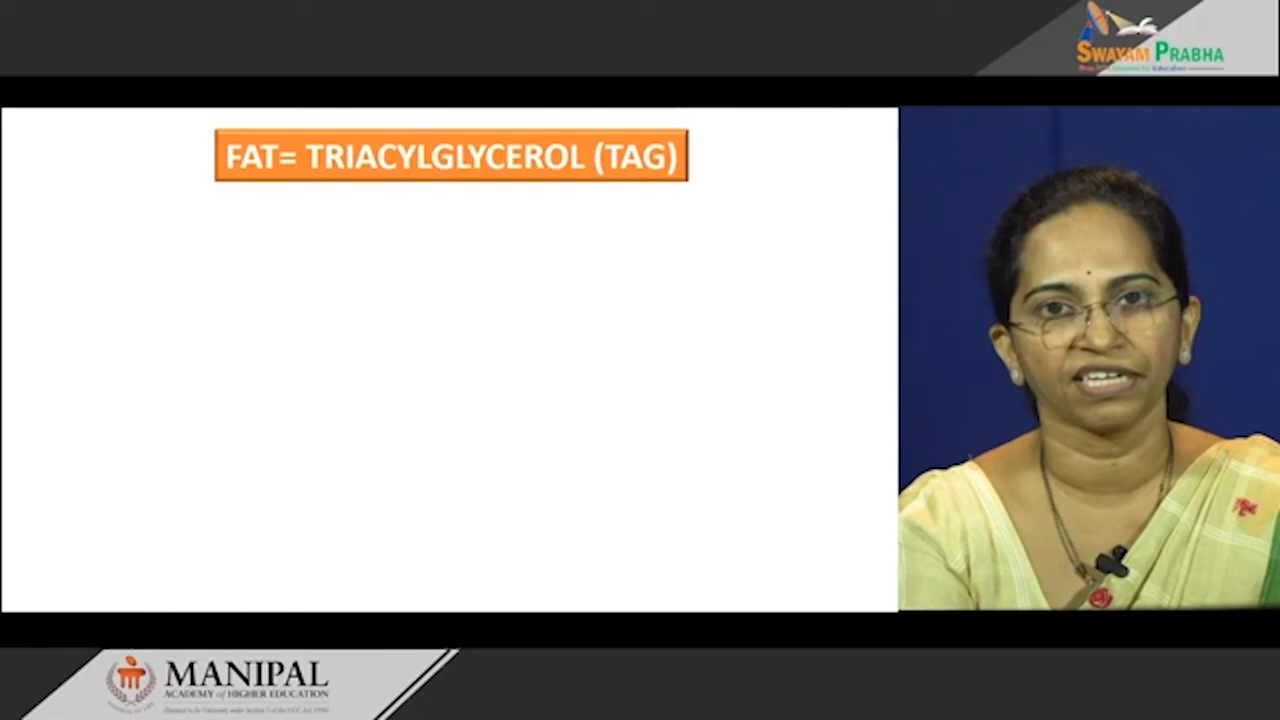 SWAYAM PRABHA
FAT= TRIACYLGLYCEROL (TAG)
MANIPAL
ACADEMY of HIGHER EDUCATION